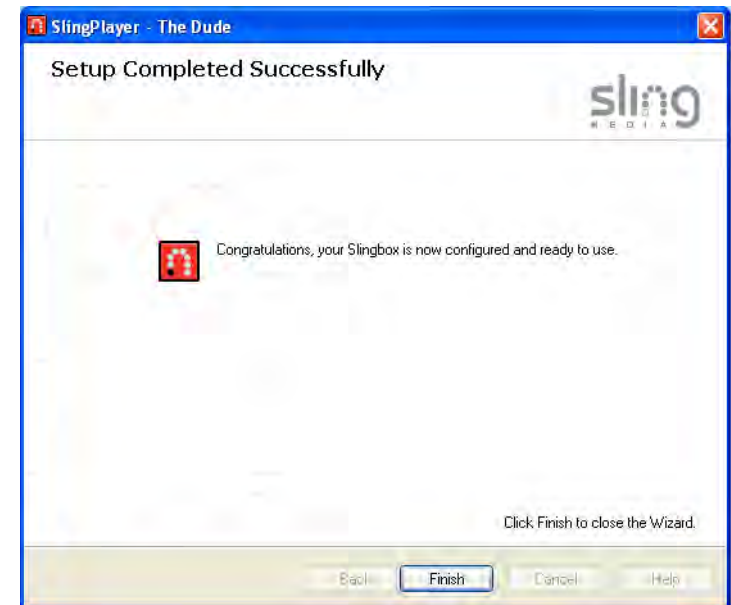 SlingPlayer - The Dude
Setup Completed Successfully
sling
MEDIA
Congratulations, your Slingbox is now configured and ready to use.
Click Finish to close the Wizard.
Back Finish Cancel Help